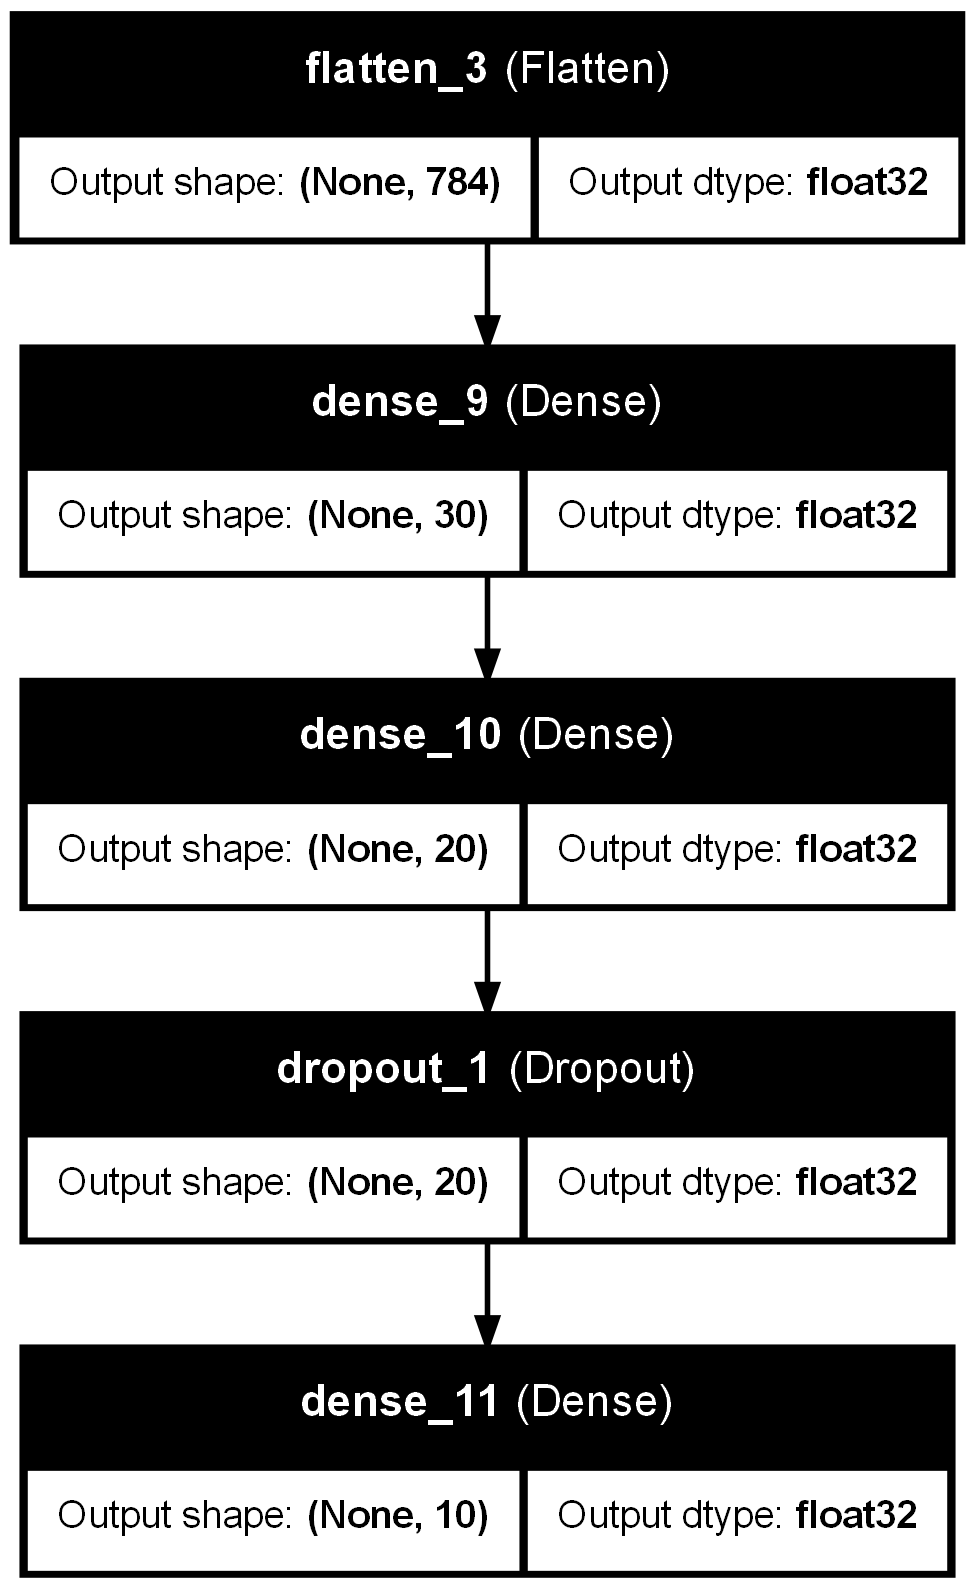 flatten_3 (Flatten)
Output shape: (None, 784) Output dtype: float32
dense_9 (Dense)
Output shape: (None, 30) Output dtype: float32
dense_10 (Dense)
Output shape: (None, 20) Output dtype: float32
dropout_1 (Dropout)
Output shape: (None, 20) Output dtype: float32
dense_11 (Dense)
Output shape: (None, 10) Output dtype: float32